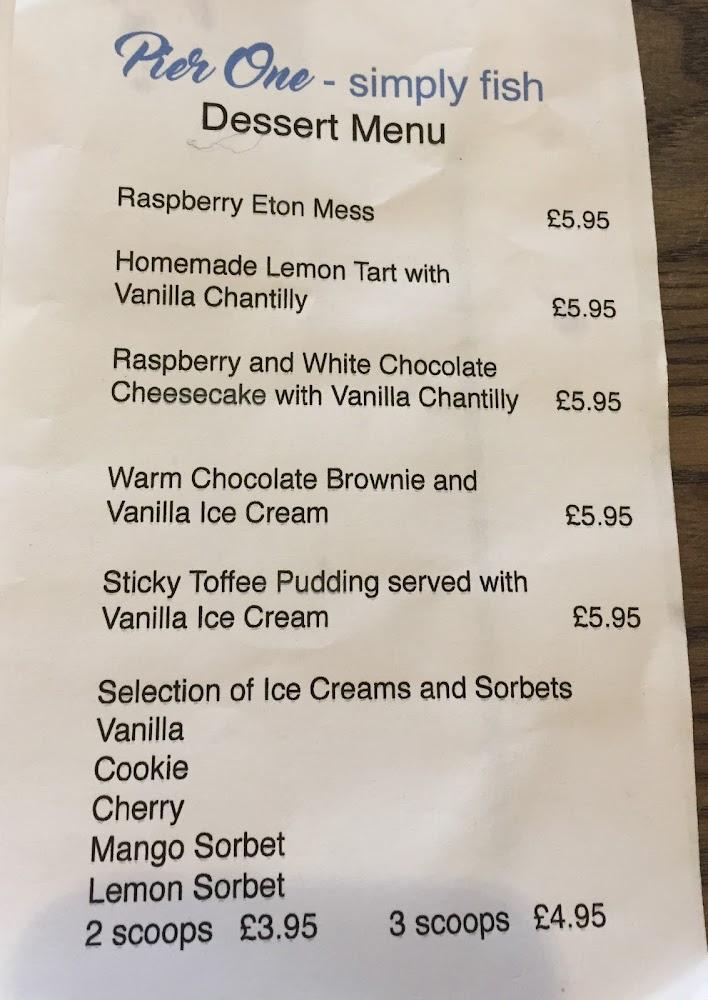 Pier One - simply fish
Dessert Menu
Raspberry Eton Mess £5.95
Homemade Lemon Tart with
Vanilla Chantilly £5.95
Raspberry and White Chocolate
Cheesecake with Vanilla Chantilly £5.95
Warm Chocolate Brownie and
Vanilla Ice Cream £5.95
Sticky Toffee Pudding served with
Vanilla Ice Cream £5.95
Selection of Ice Creams and Sorbets
Vanilla
Cookie
Cherry
Mango Sorbet
Lemon Sorbet
2 scoops £3.95 3 scoops £4.95